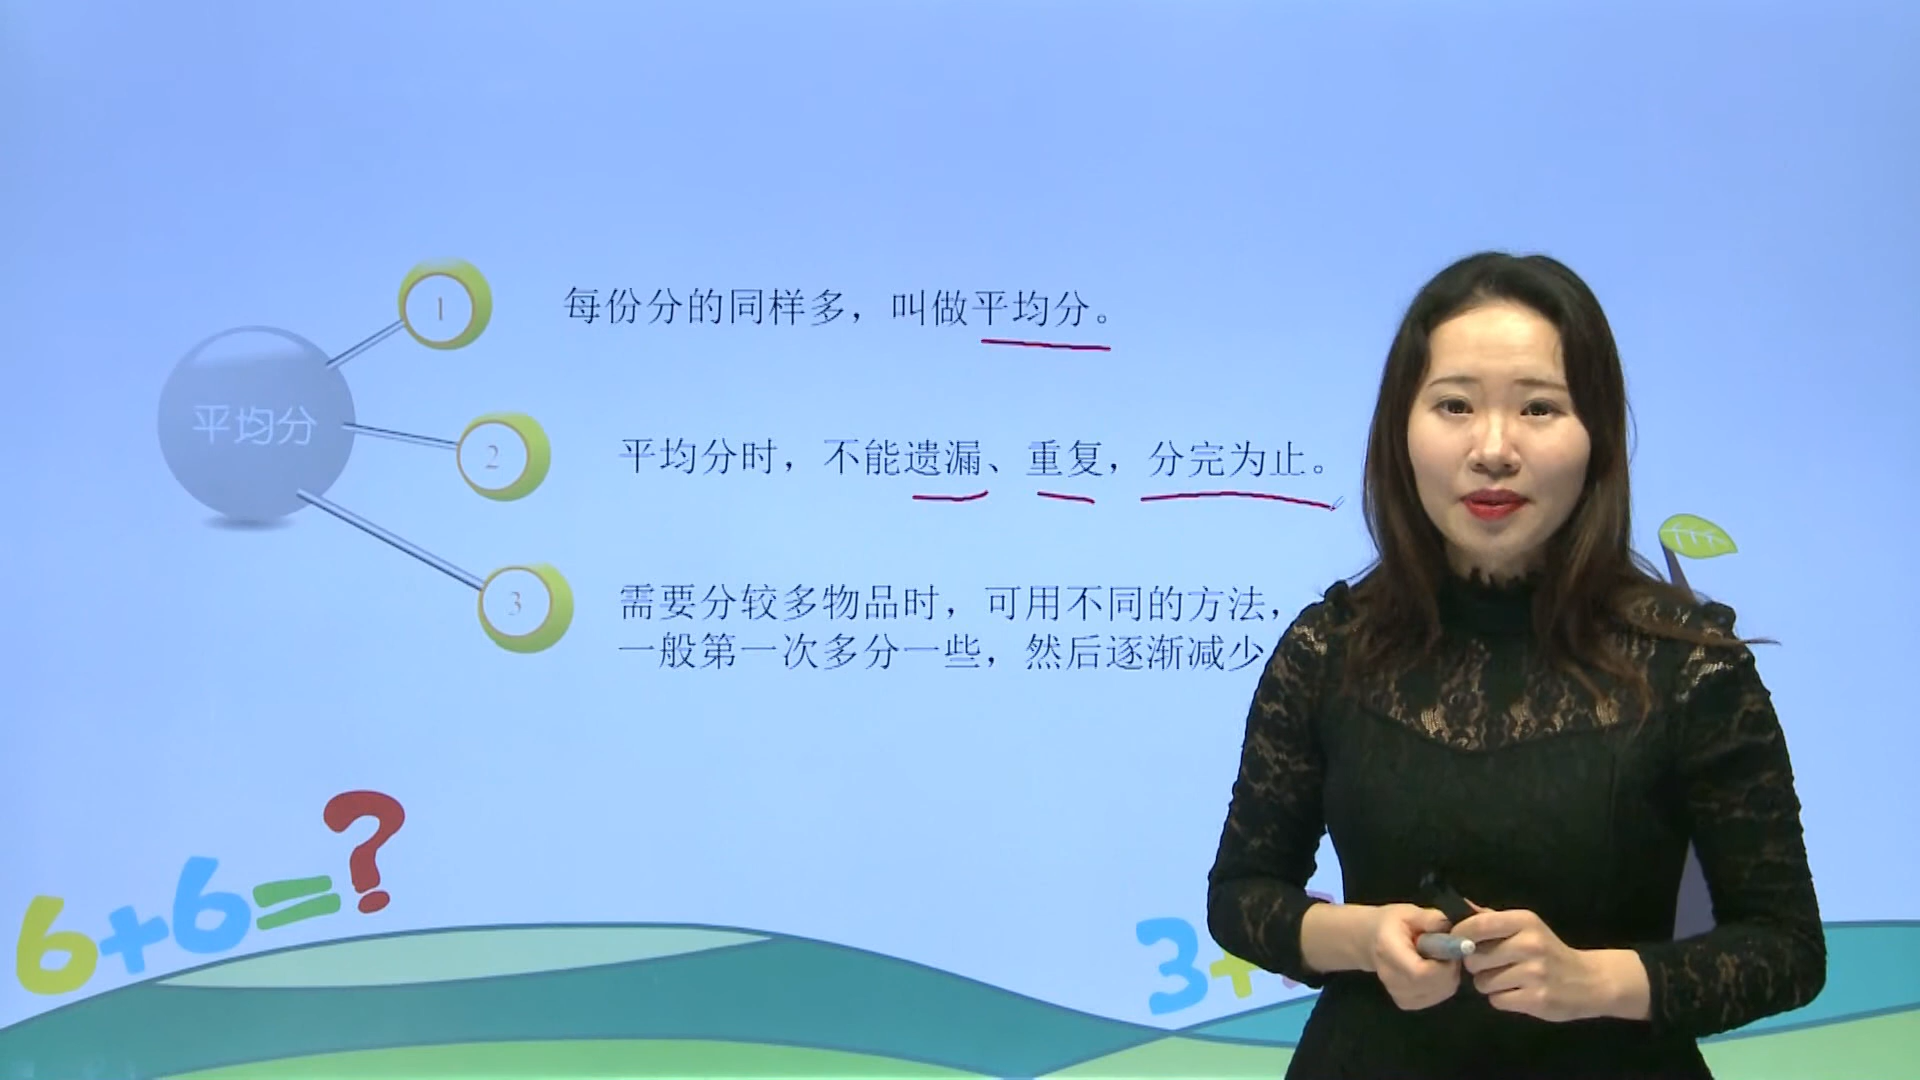 平均分
1
每份分的同样多，叫做平均分。
2
平均分时，不能遗漏、重复，分完为止。
3
需要分较多物品时，可用不同的方法，
一般第一次多分一些，然后逐渐减少
6+6=?
3+